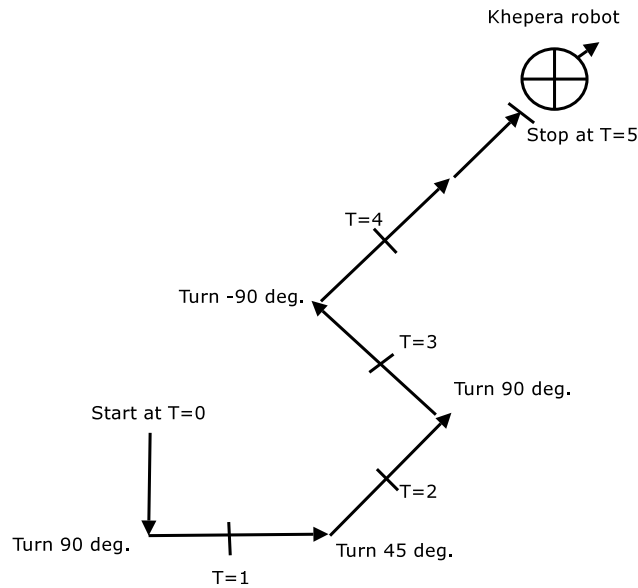 Khepera robot
Stop at T=5
T=4
Turn -90 deg.
T=3
Turn 90 deg.
Start at T=0
T=2
Turn 90 deg.
Turn 45 deg.
T=1